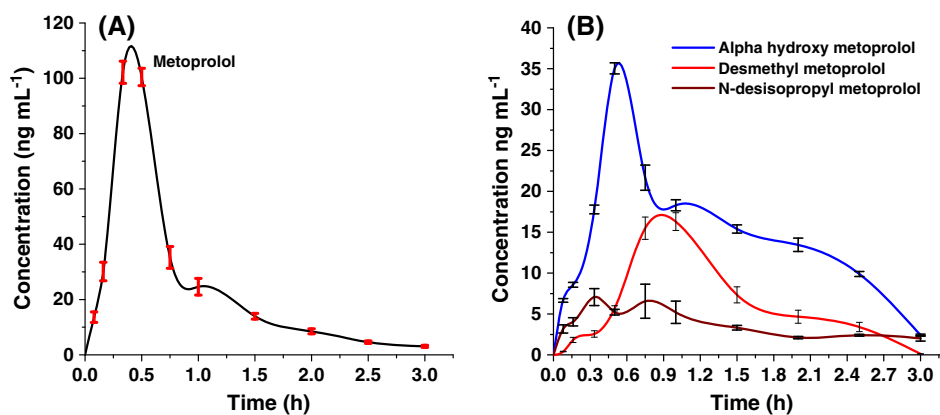 (A)
Metoprolol
Concentration (ng mL⁻¹)
120
100
80
60
40
20
0
0.0 0.5 1.0 1.5 2.0 2.5 3.0
Time (h)
(B)
Alpha hydroxy metoprolol
Desmethyl metoprolol
N-desisopropyl metoprolol
Concentration ng mL⁻¹
40
35
30
25
20
15
10
5
0
0.0 0.3 0.6 0.9 1.2 1.5 1.8 2.1 2.4 2.7 3.0
Time (h)